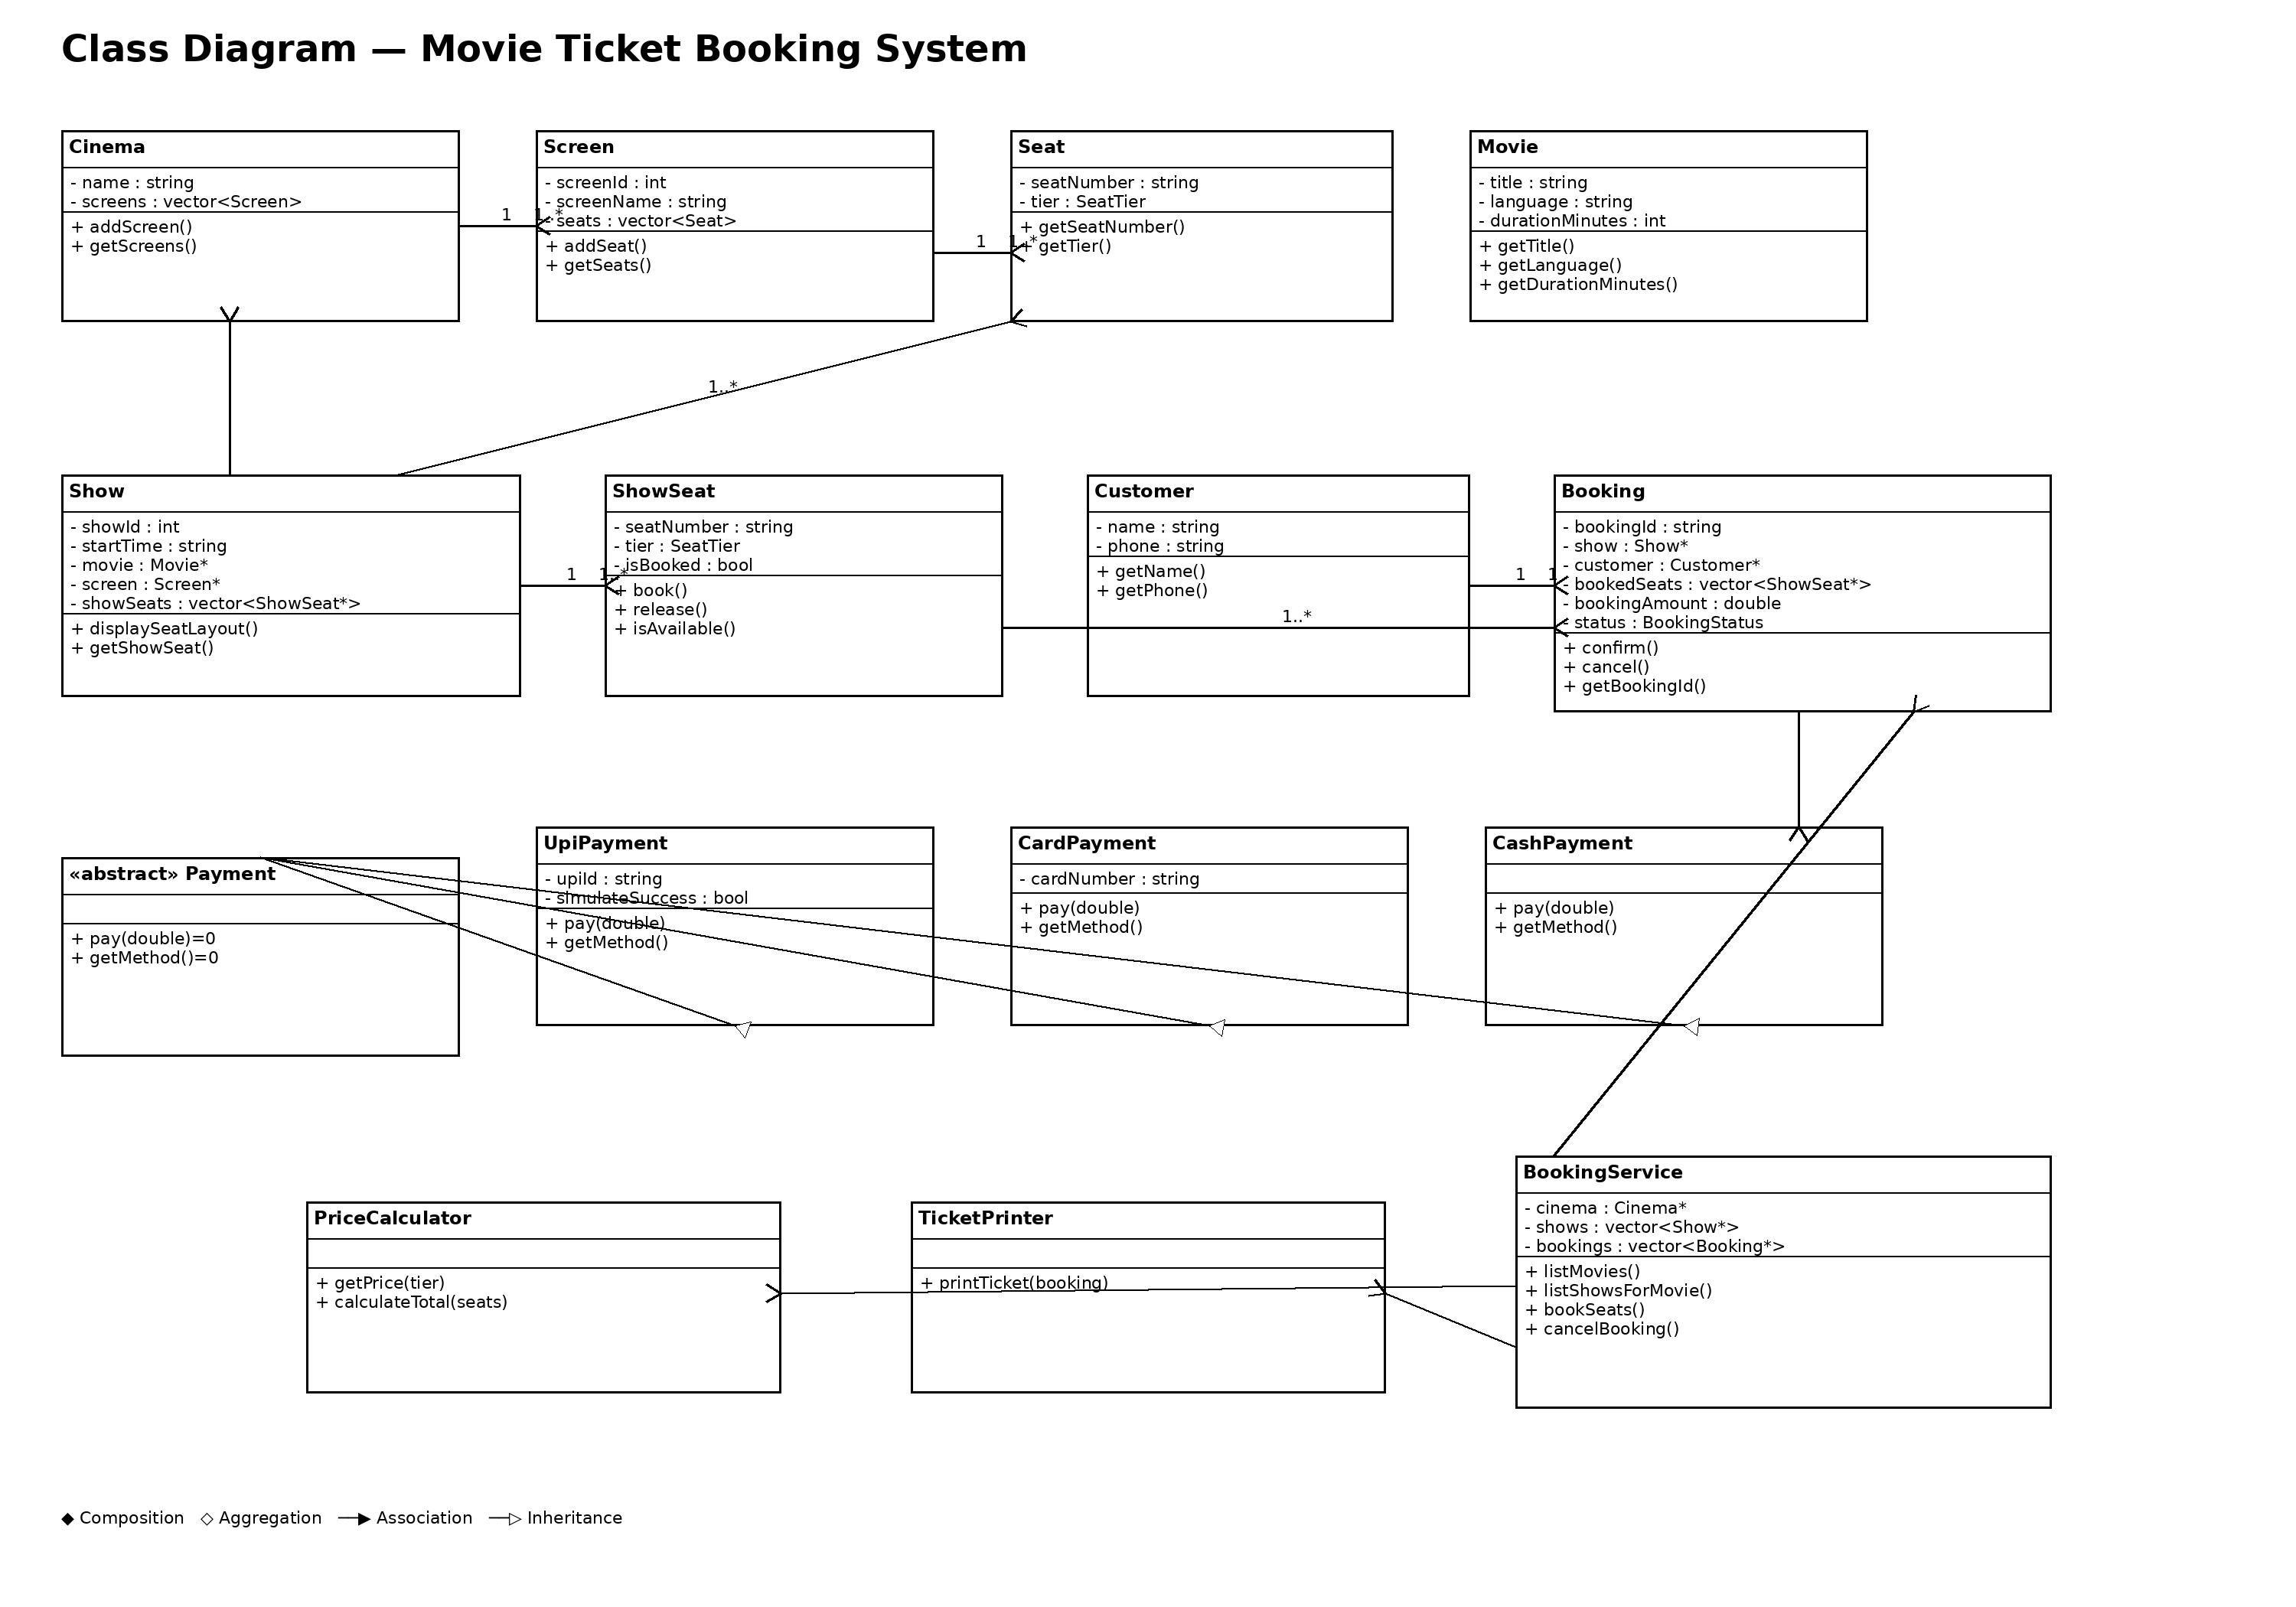 Class Diagram — Movie Ticket Booking System
Cinema
- name : string
- screens : vector<Screen>
+ addScreen()
+ getScreens()
1
1..*
Screen
- screenId : int
- screenName : string
- seats : vector<Seat>
+ addSeat()
+ getSeats()
1
1..*
Seat
- seatNumber : string
- tier : SeatTier
+ getSeatNumber()
+ getTier()
Movie
- title : string
- language : string
- durationMinutes : int
+ getTitle()
+ getLanguage()
+ getDurationMinutes()
1..*
Show
- showId : int
- startTime : string
- movie : Movie*
- screen : Screen*
- showSeats : vector<ShowSeat*>
+ displaySeatLayout()
+ getShowSeat()
1
1..*
ShowSeat
- seatNumber : string
- tier : SeatTier
- isBooked : bool
+ book()
+ release()
+ isAvailable()
Customer
- name : string
- phone : string
+ getName()
+ getPhone()
1..*
1
1
Booking
- bookingId : string
- show : Show*
- customer : Customer*
- bookedSeats : vector<ShowSeat*>
- bookingAmount : double
- status : BookingStatus
+ confirm()
+ cancel()
+ getBookingId()
«abstract» Payment
+ pay(double)=0
+ getMethod()=0
UpiPayment
- upiId : string
- simulateSuccess : bool
+ pay(double)
+ getMethod()
CardPayment
- cardNumber : string
+ pay(double)
+ getMethod()
CashPayment
+ pay(double)
+ getMethod()
PriceCalculator
+ getPrice(tier)
+ calculateTotal(seats)
TicketPrinter
+ printTicket(booking)
BookingService
- cinema : Cinema*
- shows : vector<Show*>
- bookings : vector<Booking*>
+ listMovies()
+ listShowsForMovie()
+ bookSeats()
+ cancelBooking()
◆ Composition ◇ Aggregation —▶ Association —▷ Inheritance